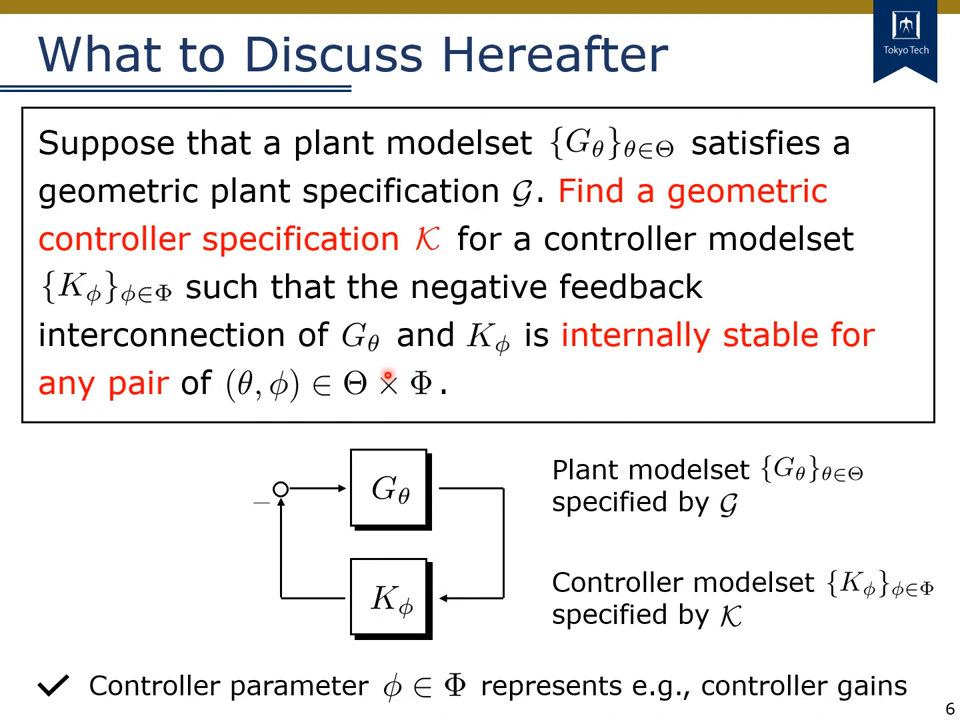 What to Discuss Hereafter
Tokyo Tech
Suppose that a plant modelset {G_θ}_{θ∈Θ} satisfies a
geometric plant specification 𝒢. Find a geometric
controller specification 𝒦 for a controller modelset
{K_ϕ}_{ϕ∈Φ} such that the negative feedback
interconnection of G_θ and K_ϕ is internally stable for
any pair of (θ, ϕ) ∈ Θ × Φ.
−
G_θ
K_ϕ
Plant modelset {G_θ}_{θ∈Θ}
specified by 𝒢
Controller modelset {K_ϕ}_{ϕ∈Φ}
specified by 𝒦
✓ Controller parameter ϕ ∈ Φ represents e.g., controller gains
6